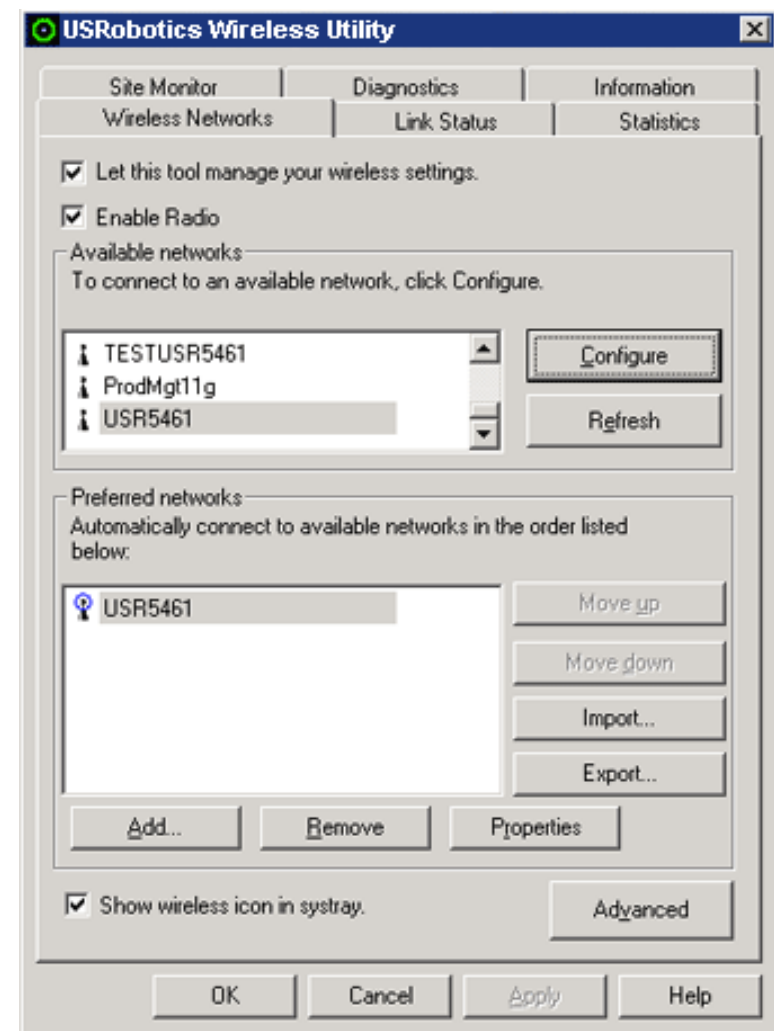 USRobotics Wireless Utility
Site Monitor
Diagnostics
Information
Wireless Networks
Link Status
Statistics
Let this tool manage your wireless settings.
Enable Radio
Available networks
To connect to an available network, click Configure.
TESTUSR5461
ProdMgt11g
USR5461
Configure
Refresh
Preferred networks
Automatically connect to available networks in the order listed
below:
USR5461
Move up
Move down
Import...
Export...
Add...
Remove
Properties
Show wireless icon in systray.
Advanced
OK
Cancel
Apply
Help